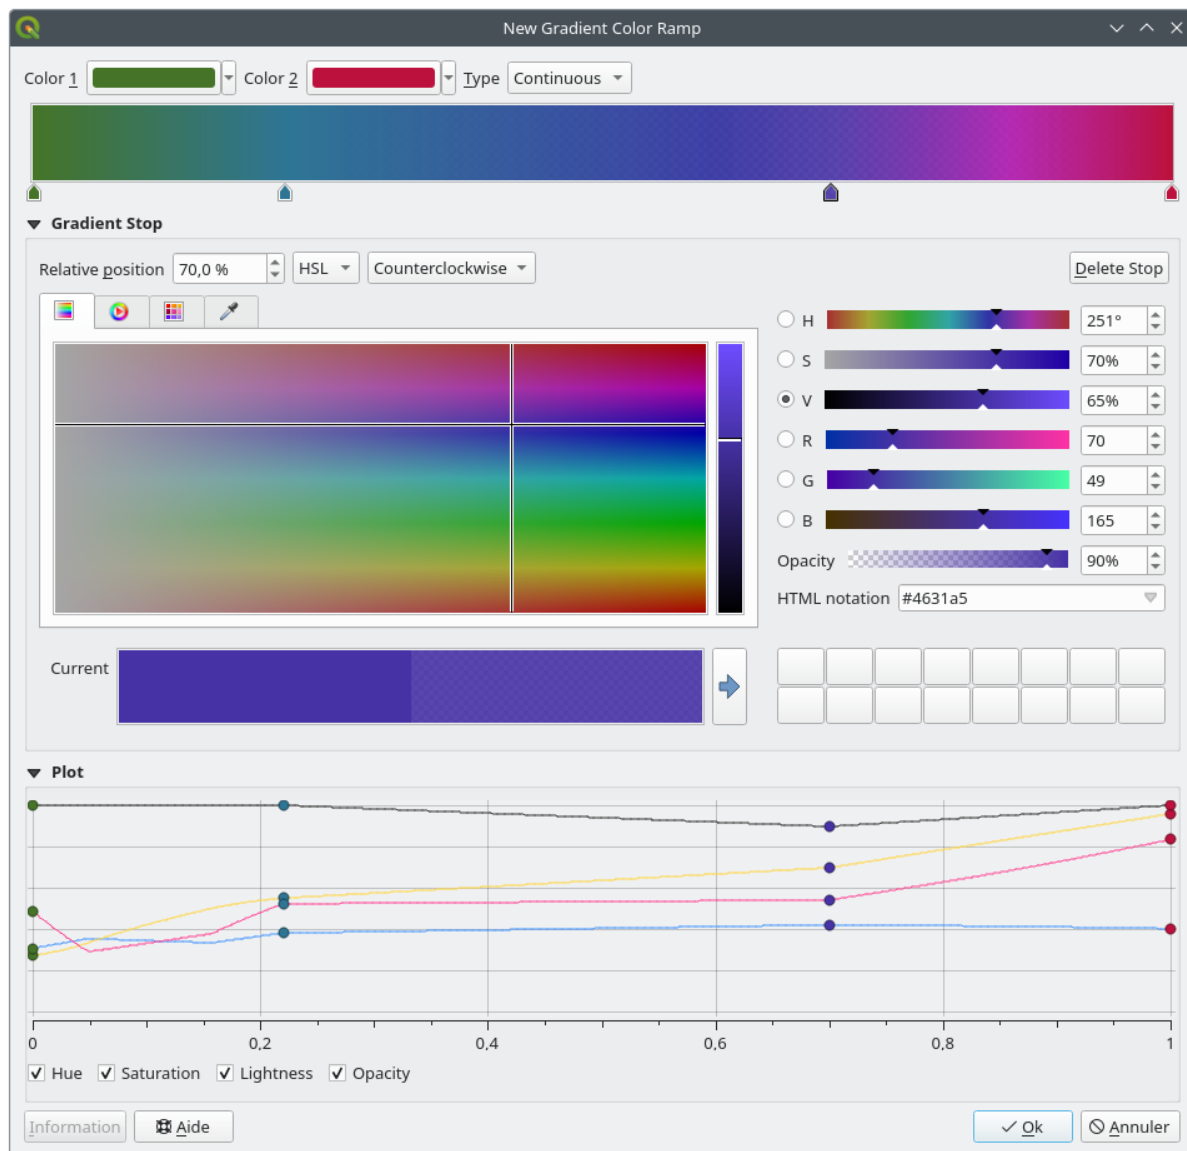 New Gradient Color Ramp
Color 1 Color 2 Type Continuous
Gradient Stop
Relative position 70,0 % HSL Counterclockwise Delete Stop
H 251°
S 70%
V 65%
R 70
G 49
B 165
Opacity 90%
HTML notation #4631a5
Current
Plot
0 0,2 0,4 0,6 0,8 1
Hue Saturation Lightness Opacity
Information Aide Ok Annuler